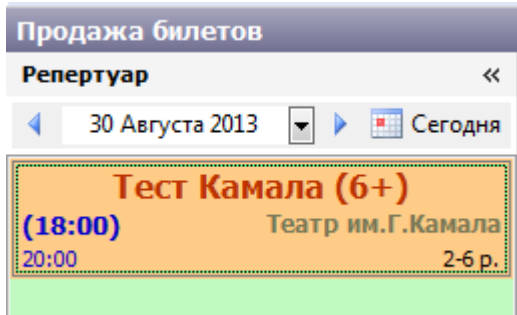 Продажа билетов
Репертуар «
30 Августа 2013 Сегодня
Тест Камала (6+)
(18:00) Театр им.Г.Камала
20:00 2-6 р.